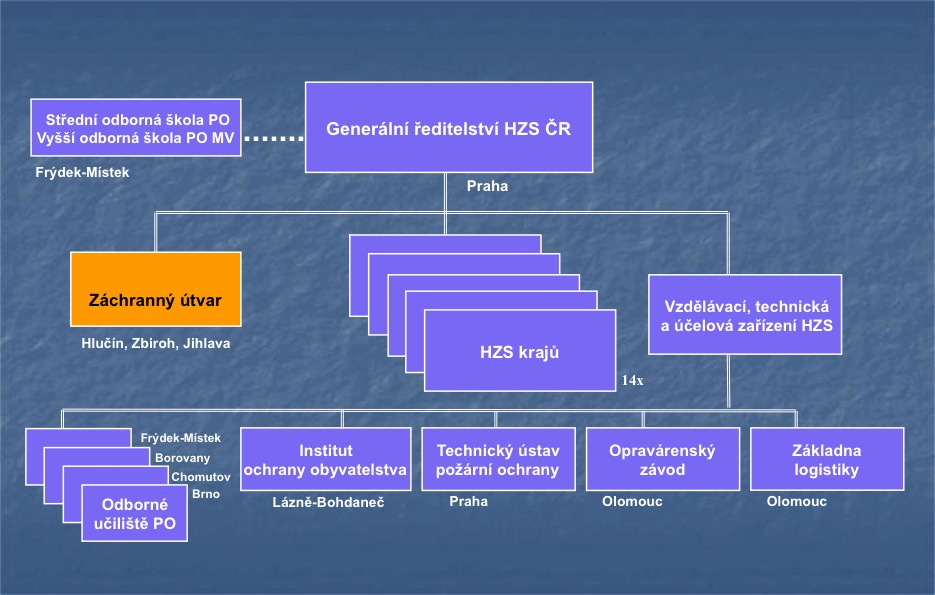 Střední odborná škola PO
Vyšší odborná škola PO MV
Frýdek-Místek
Generální ředitelství HZS ČR
Praha
Záchranný útvar
Hlučín, Zbiroh, Jihlava
HZS krajů
14x
Vzdělávací, technická
a účelová zařízení HZS
Frýdek-Místek
Borovany
Chomutov
Brno
Odborné
učiliště PO
Institut
ochrany obyvatelstva
Lázně-Bohdaneč
Technický ústav
požární ochrany
Praha
Opravárenský
závod
Olomouc
Základna
logistiky
Olomouc